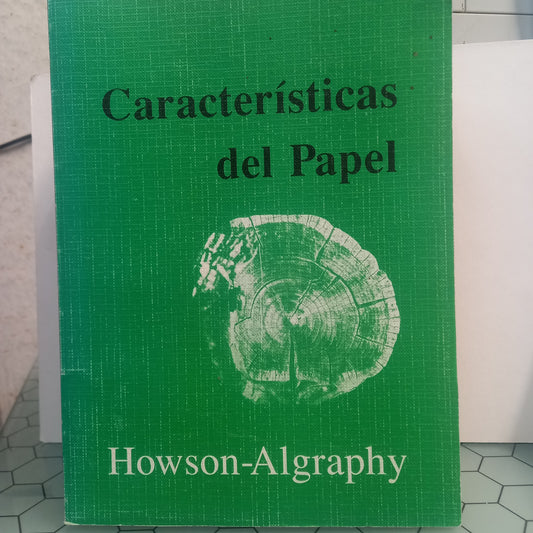 Características
del Papel
Howson-Algraphy